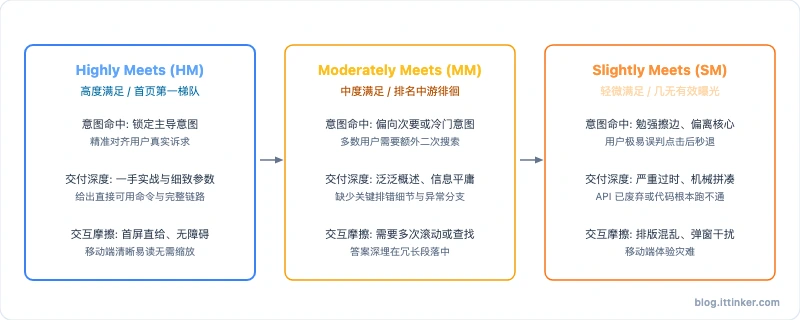 Highly Meets (HM)
高度满足 / 首页第一梯队
意图命中: 锁定主导意图
精准对齐用户真实诉求
交付深度: 一手实战与细致参数
给出直接可用命令与完整链路
交互摩擦: 首屏直给、无障碍
移动端清晰易读无需缩放
Moderately Meets (MM)
中度满足 / 排名中游徘徊
意图命中: 偏向次要或冷门意图
多数用户需要额外二次搜索
交付深度: 泛泛概述、信息平庸
缺少关键排错细节与异常分支
交互摩擦: 需要多次滚动或查找
答案深埋在冗长段落中
Slightly Meets (SM)
轻微满足 / 几无有效曝光
意图命中: 勉强擦边、偏离核心
用户极易误判点击后秒退
交付深度: 严重过时、机械拼凑
API 已废弃或代码根本跑不通
交互摩擦: 排版混乱、弹窗干扰
移动端体验灾难
blog.ittinker.com